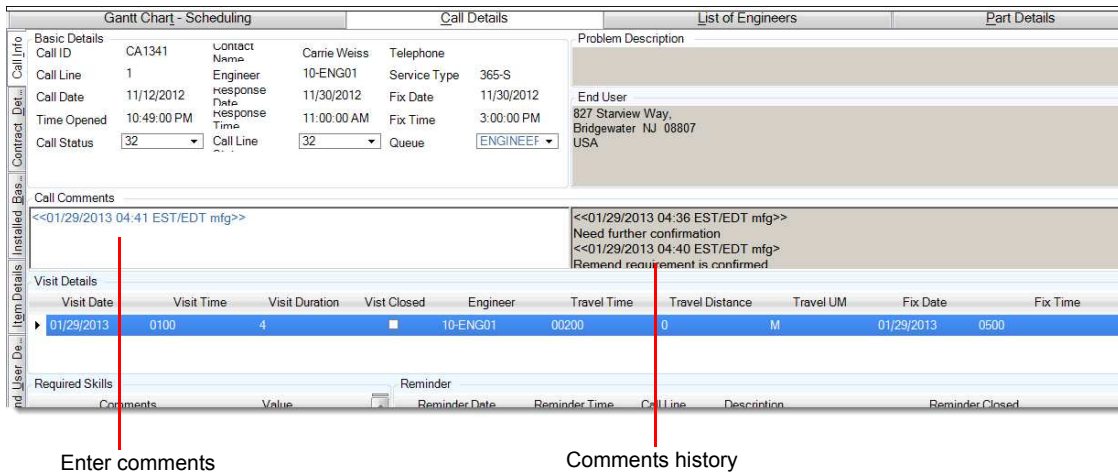 Gantt Chart - Scheduling Call Details List of Engineers Part Details
Call Info
Contract Det...
Installed Bas...
Item Details
nd User De...
Basic Details
Call ID CA1341 Contact Name Carrie Weiss Telephone
Call Line 1 Engineer 10-ENG01 Service Type 365-S
Call Date 11/12/2012 Response Date 11/30/2012 Fix Date 11/30/2012
Time Opened 10:49:00 PM Response Time 11:00:00 AM Fix Time 3:00:00 PM
Call Status 32 Call Line 32 Queue ENGINEEF
Problem Description
End User
827 Starview Way,
Bridgewater NJ 08807
USA
Call Comments
<<01/29/2013 04:41 EST/EDT mfg>>
<<01/29/2013 04:36 EST/EDT mfg>>
Need further confirmation
<<01/29/2013 04:40 EST/EDT mfg>
Remend requirement is confirmed
Visit Details
Visit Date Visit Time Visit Duration Vist Closed Engineer Travel Time Travel Distance Travel UM Fix Date Fix Time
01/29/2013 0100 4 10-ENG01 00200 0 M 01/29/2013 0500
Required Skills Reminder
Comments Value Reminder Date Reminder Time Call Line Description Reminder Closed
Enter comments Comments history